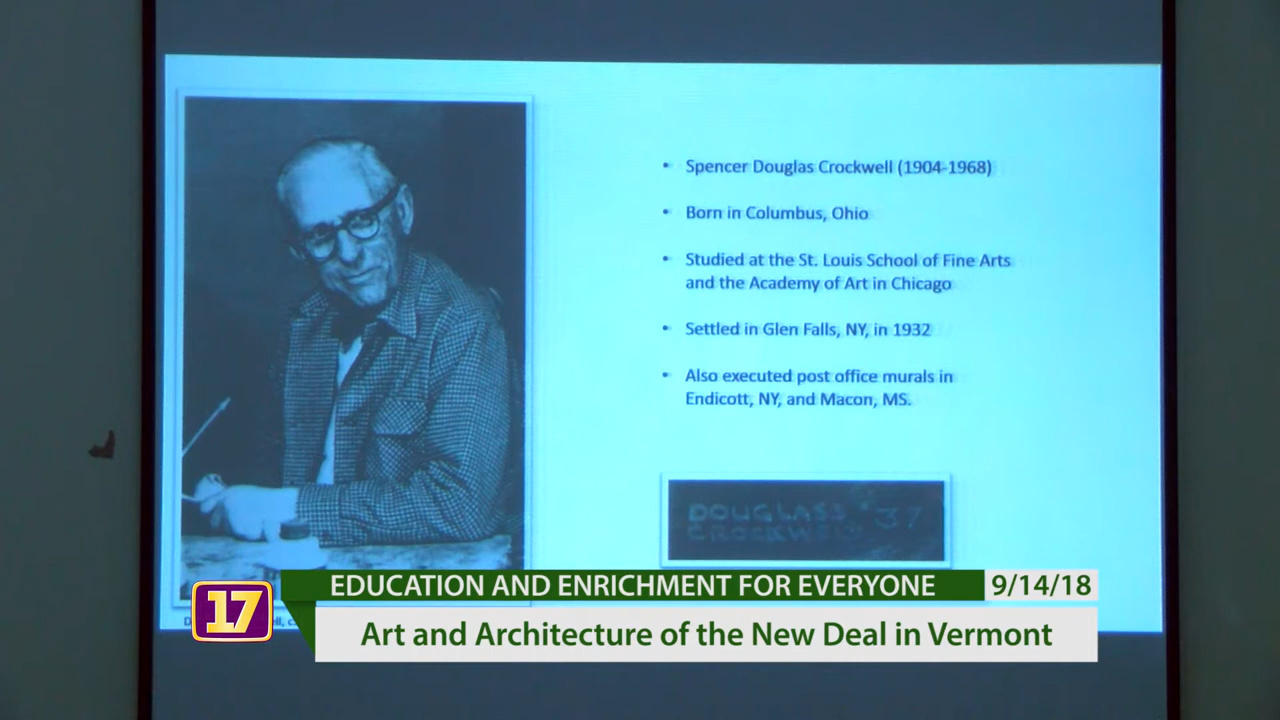 • Spencer Douglas Crockwell (1904-1968)
• Born in Columbus, Ohio
• Studied at the St. Louis School of Fine Arts
and the Academy of Art in Chicago
• Settled in Glen Falls, NY, in 1932
• Also executed post office murals in
Endicott, NY, and Macon, MS.
DOUGLASS '37
CROCKWELL
EDUCATION AND ENRICHMENT FOR EVERYONE 9/14/18
17
Art and Architecture of the New Deal in Vermont